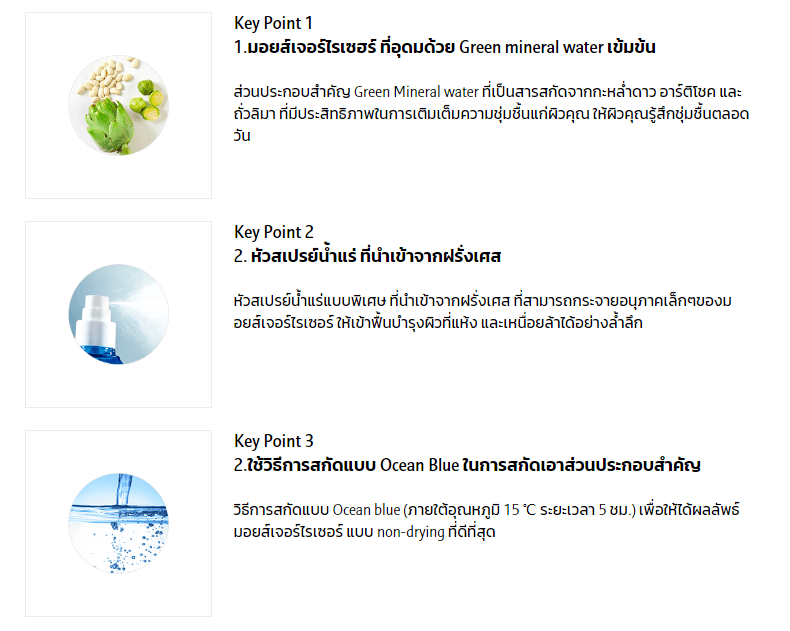 Key Point 1
1.มอยส์เจอร์ไรเซฮร์ ที่อุดมด้วย Green mineral water เข้มข้น
ส่วนประกอบสำคัญ Green Mineral water ที่เป็นสารสกัดจากกะหล่ำดาว อาร์ติโชค และ
ถั่วลิมา ที่มีประสิทธิภาพในการเติมเต็มความชุ่มชื้นแก่ผิวคุณ ให้ผิวคุณรู้สึกชุ่มชื้นตลอด
วัน
Key Point 2
2. หัวสเปรย์น้ำแร่ ที่นำเข้าจากฝรั่งเศส
หัวสเปรย์น้ำแร่แบบพิเศษ ที่นำเข้าจากฝรั่งเศส ที่สามารถกระจายอนุภาคเล็กๆของม
อยส์เจอร์ไรเซอร์ ให้เข้าฟื้นบำรุงผิวที่แห้ง และเหนื่อยล้าได้อย่างล้ำลึก
Key Point 3
2.ใช้วิธีการสกัดแบบ Ocean Blue ในการสกัดเอาส่วนประกอบสำคัญ
วิธีการสกัดแบบ Ocean blue (ภายใต้อุณหภูมิ 15 ℃ ระยะเวลา 5 ชม.) เพื่อให้ได้ผลลัพธ์
มอยส์เจอร์ไรเซอร์ แบบ non-drying ที่ดีที่สุด